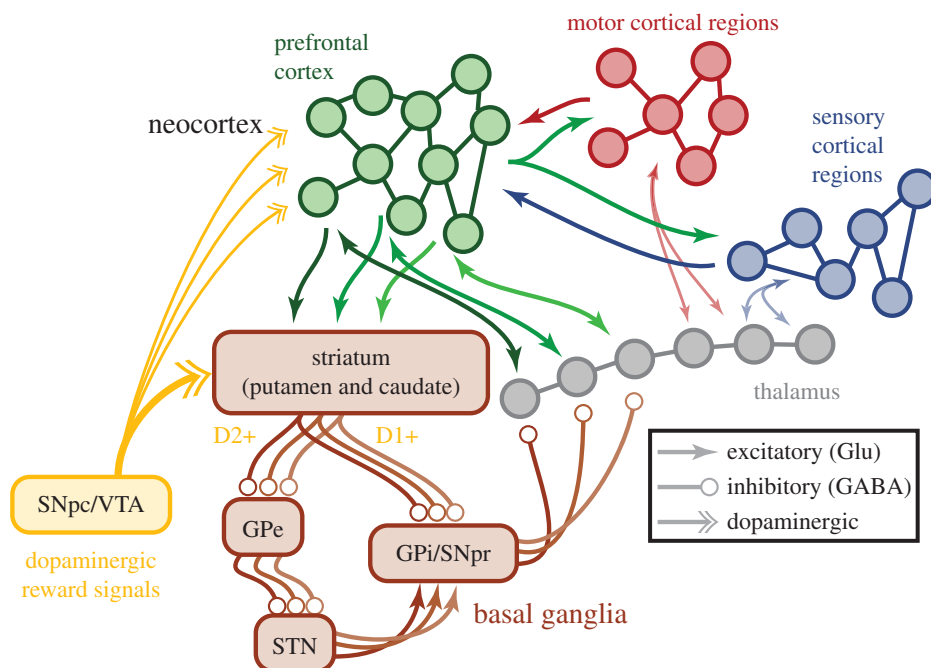 motor cortical regions
prefrontal
cortex
neocortex
sensory
cortical
regions
striatum
(putamen and caudate)
thalamus
D2+
D1+
excitatory (Glu)
inhibitory (GABA)
dopaminergic
SNpc/VTA
GPe
GPi/SNpr
dopaminergic
reward signals
basal ganglia
STN